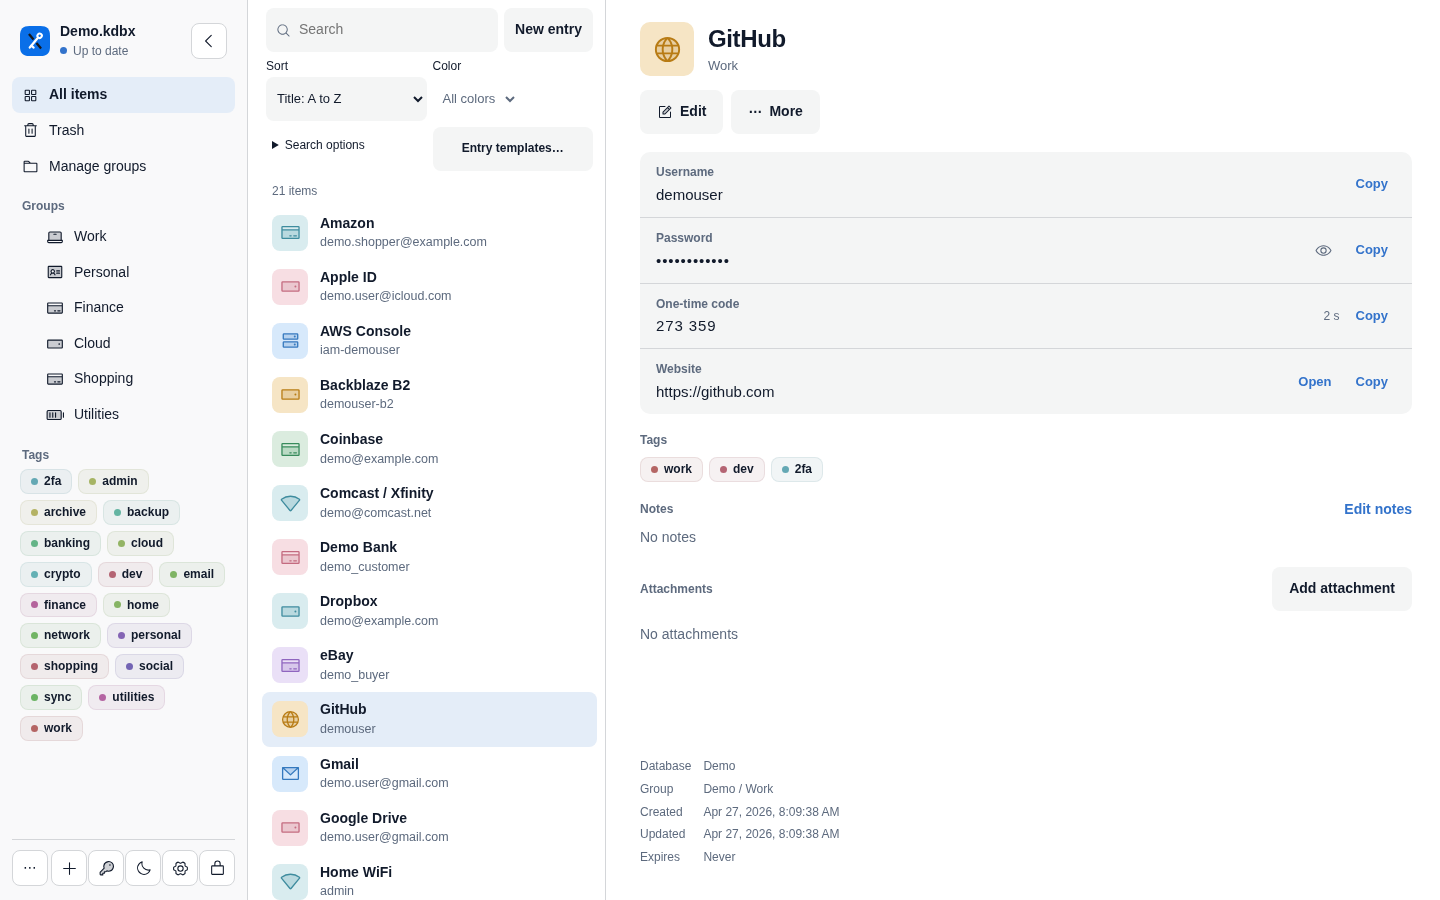 Demo.kdbx
Up to date
All items
Trash
Manage groups
Groups
Work
Personal
Finance
Cloud
Shopping
Utilities
Tags
2fa admin
archive backup
banking cloud
crypto dev email
finance home
network personal
shopping social
sync utilities
work
Search
New entry
Sort Color
Title: A to Z All colors
Search options Entry templates…
21 items
Amazon
demo.shopper@example.com
Apple ID
demo.user@icloud.com
AWS Console
iam-demouser
Backblaze B2
demouser-b2
Coinbase
demo@example.com
Comcast / Xfinity
demo@comcast.net
Demo Bank
demo_customer
Dropbox
demo@example.com
eBay
demo_buyer
GitHub
demouser
Gmail
demo.user@gmail.com
Google Drive
demo.user@gmail.com
Home WiFi
admin
GitHub
Work
Edit ··· More
Username
demouser
Copy
Password
••••••••••••
Copy
One-time code
273 359
2 s Copy
Website
https://github.com
Open Copy
Tags
work dev 2fa
Notes Edit notes
No notes
Attachments Add attachment
No attachments
Database Demo
Group Demo / Work
Created Apr 27, 2026, 8:09:38 AM
Updated Apr 27, 2026, 8:09:38 AM
Expires Never